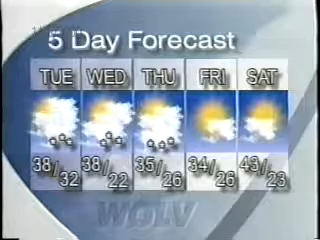 5 Day Forecast
TUE WED THU FRI SAT
38/32 38/22 35/26 34/26 43/23
WOLV